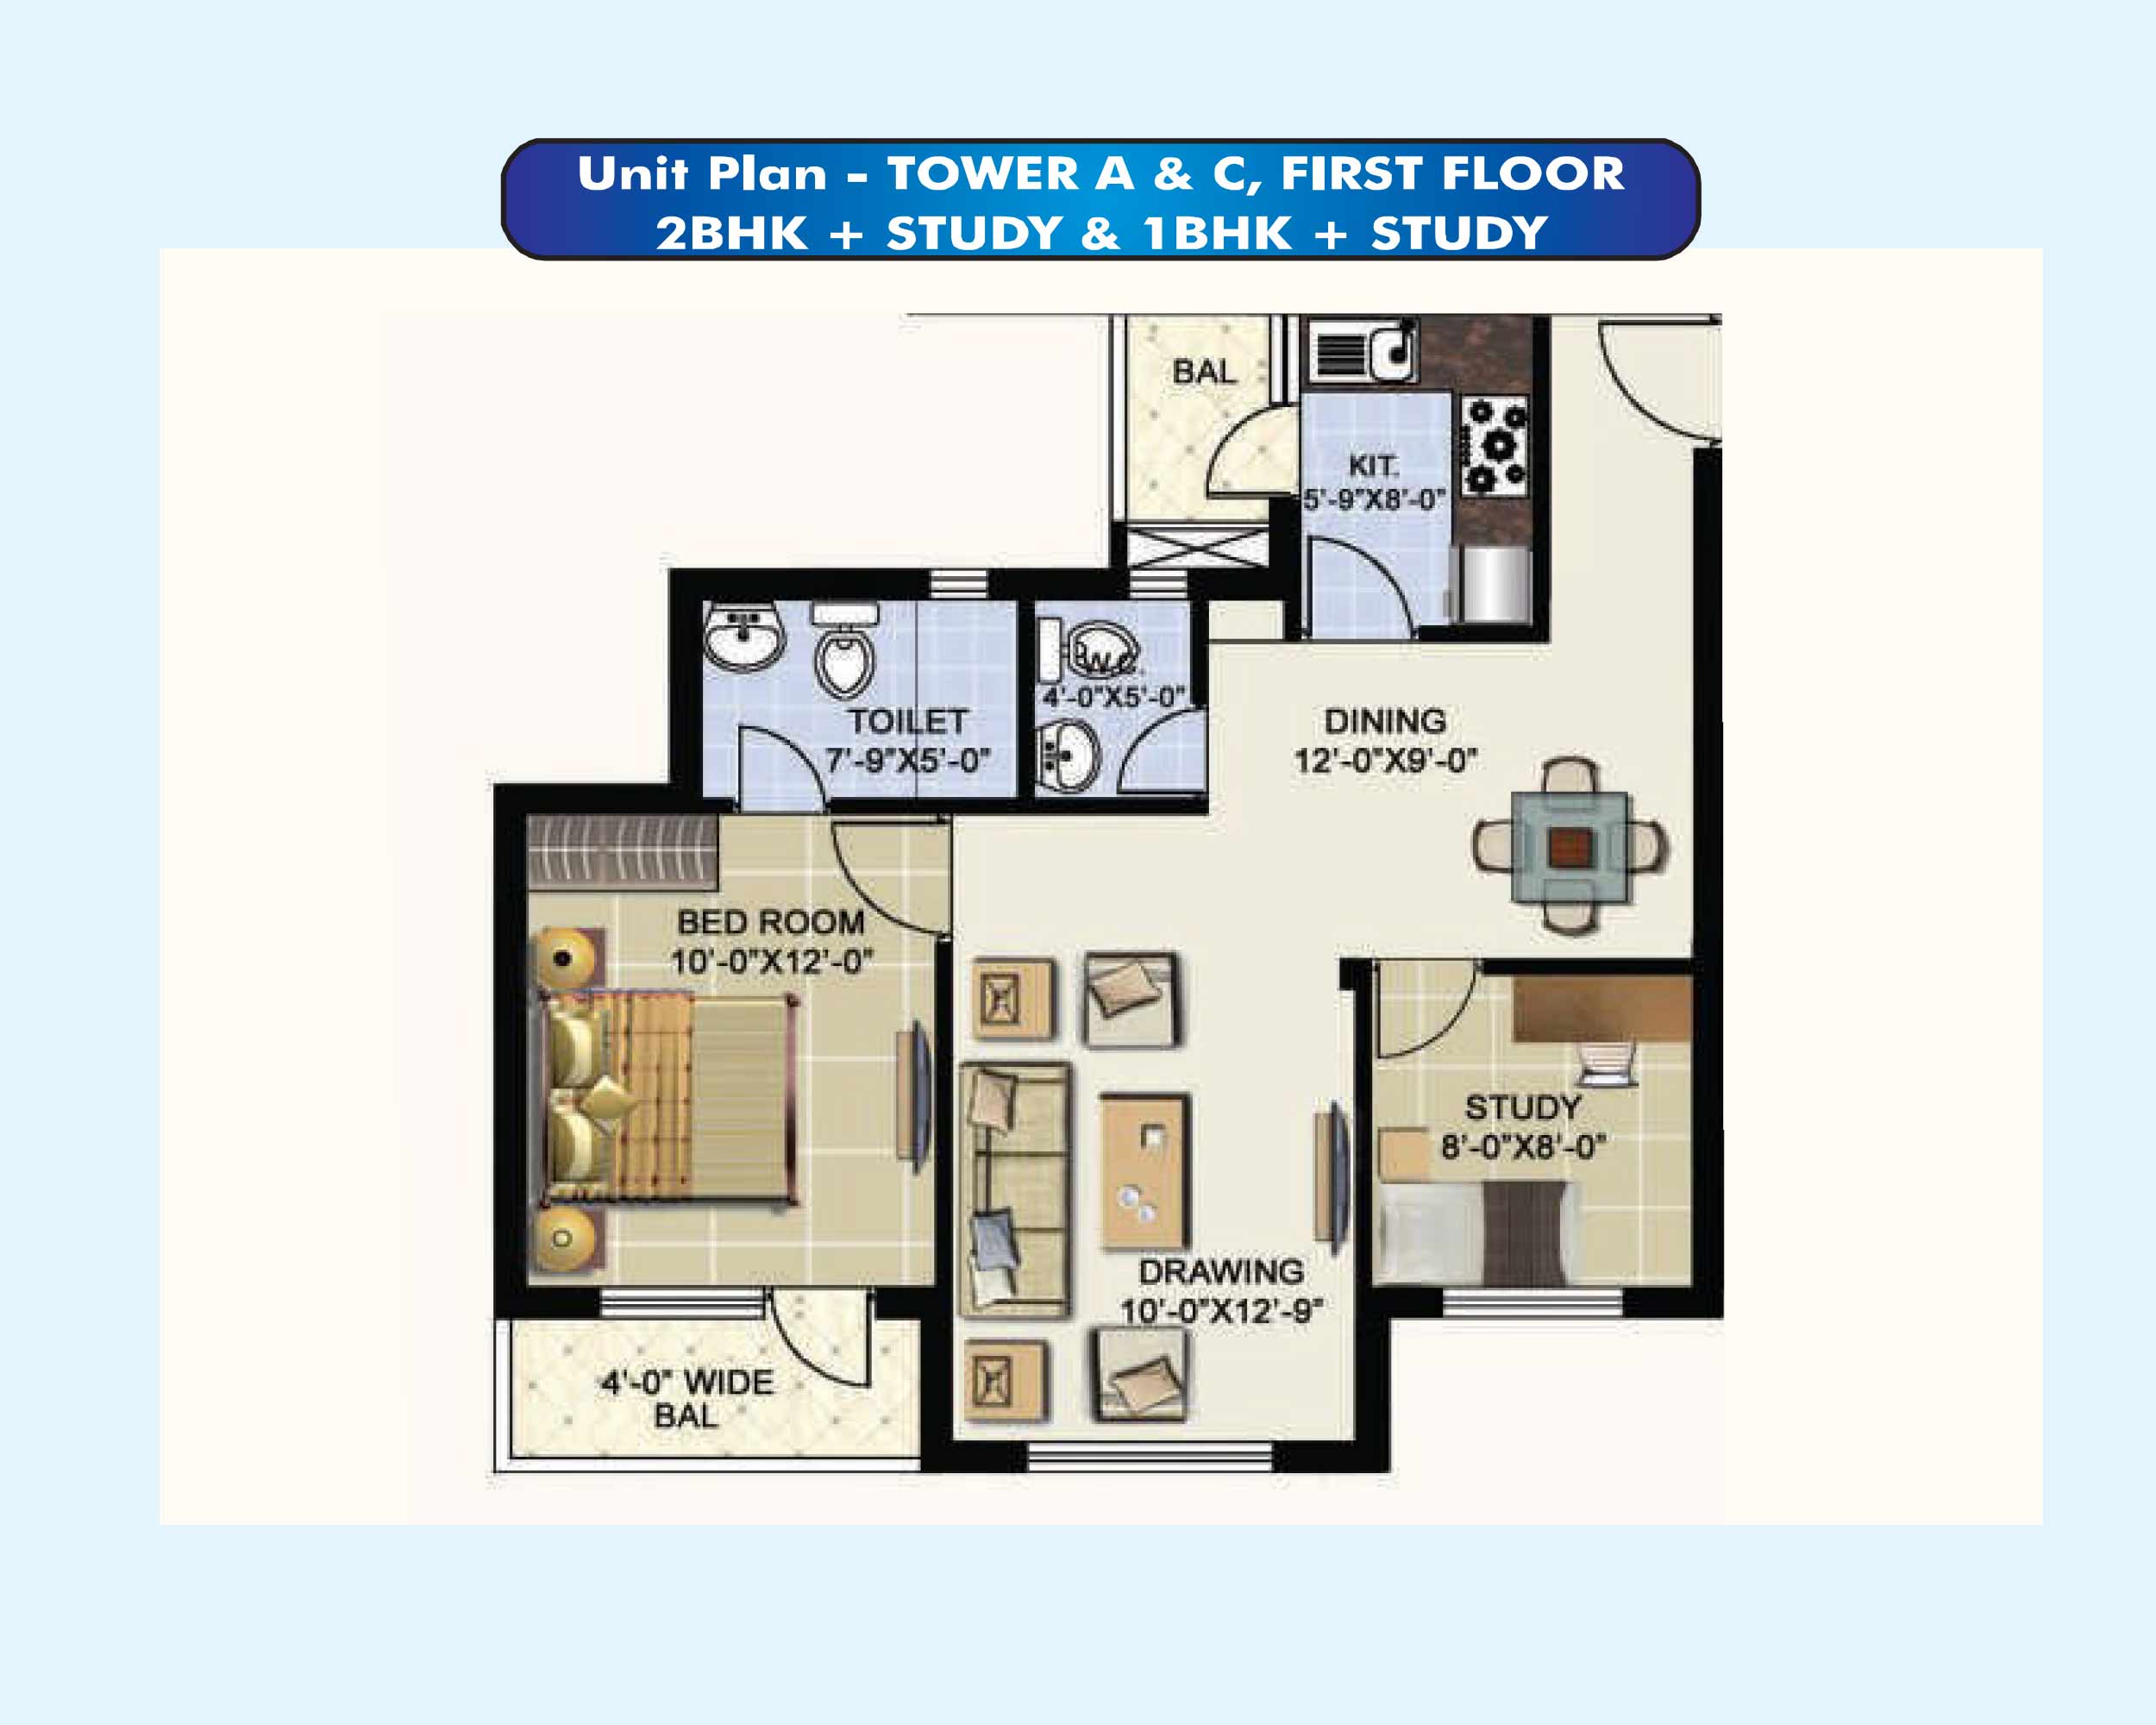 Unit Plan - TOWER A & C, FIRST FLOOR
2BHK + STUDY & 1BHK + STUDY
BAL
KIT.
5'-9"X8'-0"
4'-0"X5'-0"
TOILET
7'-9"X5'-0"
DINING
12'-0"X9'-0"
BED ROOM
10'-0"X12'-0"
STUDY
8'-0"X8'-0"
DRAWING
10'-0"X12'-9"
4'-0" WIDE
BAL